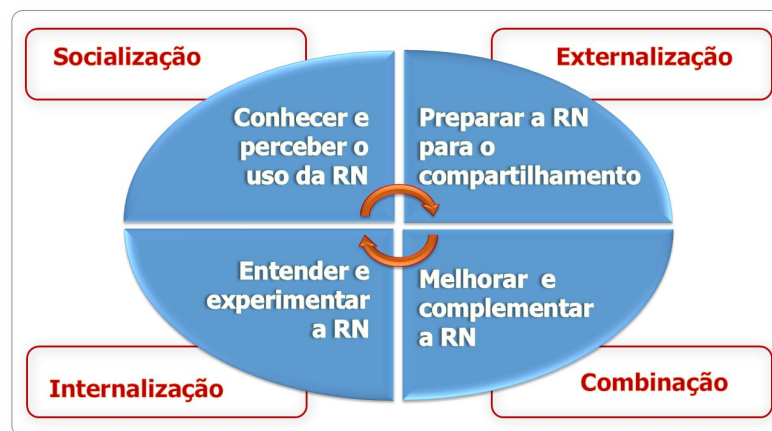 Socialização
Externalização
Conhecer e
perceber o
uso da RN
Preparar a RN
para o
compartilhamento
Entender e
experimentar
a RN
Melhorar e
complementar
a RN
Internalização
Combinação